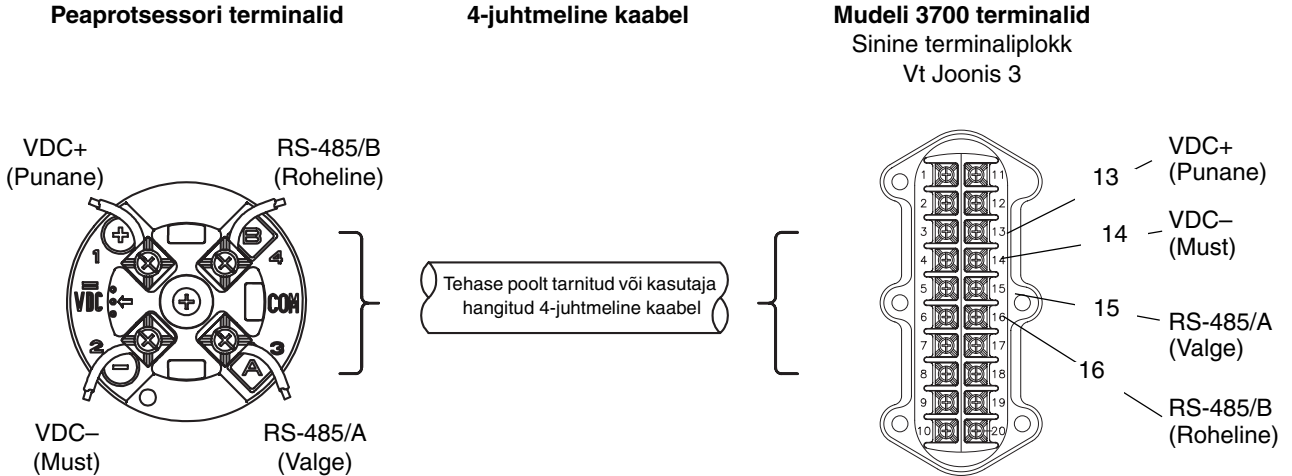 Peaprotsessori terminalid
4-juhtmeline kaabel
Mudeli 3700 terminalid
Sinine terminaliplokk
Vt Joonis 3
VDC+
(Punane)
RS-485/B
(Roheline)
B
1
4
VDC
COM
2
3
A
VDC–
(Must)
RS-485/A
(Valge)
Tehase poolt tarnitud või kasutaja
hangitud 4-juhtmeline kaabel
1 11
2 12
3 13
4 14
5 15
6 16
7 17
8 18
9 19
10 20
13
VDC+
(Punane)
14
VDC–
(Must)
15
RS-485/A
(Valge)
16
RS-485/B
(Roheline)